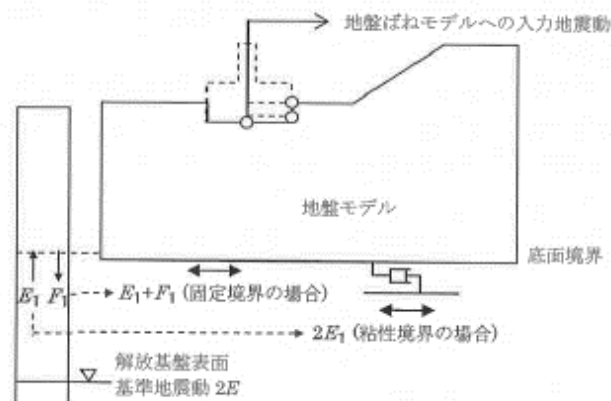 地盤ばねモデルへの入力地震動
地盤モデル
底面境界
E₁ F₁
E₁+F₁ (固定境界の場合)
2E₁ (粘性境界の場合)
解放基盤表面
基準地震動 2E